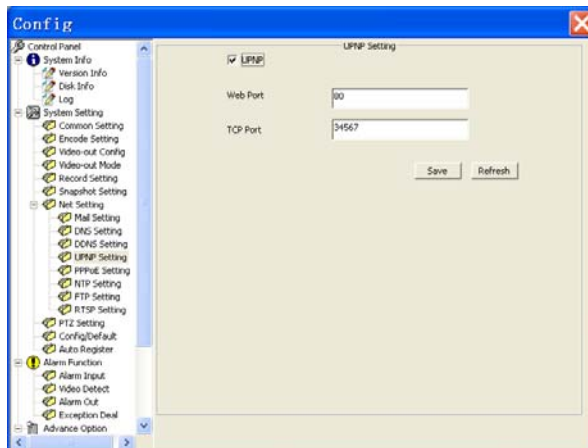 Config
Control Panel
System Info
Version Info
Disk Info
Log
System Setting
Common Setting
Encode Setting
Video-out Config
Video-out Mode
Record Setting
Snapshot Setting
Net Setting
Mail Setting
DNS Setting
DDNS Setting
UPNP Setting
PPPoE Setting
NTP Setting
FTP Setting
RTSP Setting
PTZ Setting
Config/Default
Auto Register
Alarm Function
Alarm Input
Video Detect
Alarm Out
Exception Deal
Advance Option
UPNP Setting
UPNP
Web Port
80
TCP Port
34567
Save
Refresh